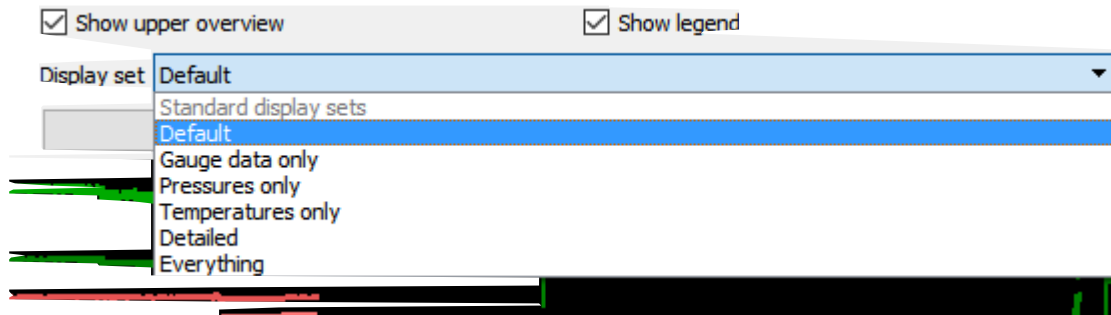 Show upper overview Show legend
Display set Default
Standard display sets
Default
Gauge data only
Pressures only
Temperatures only
Detailed
Everything